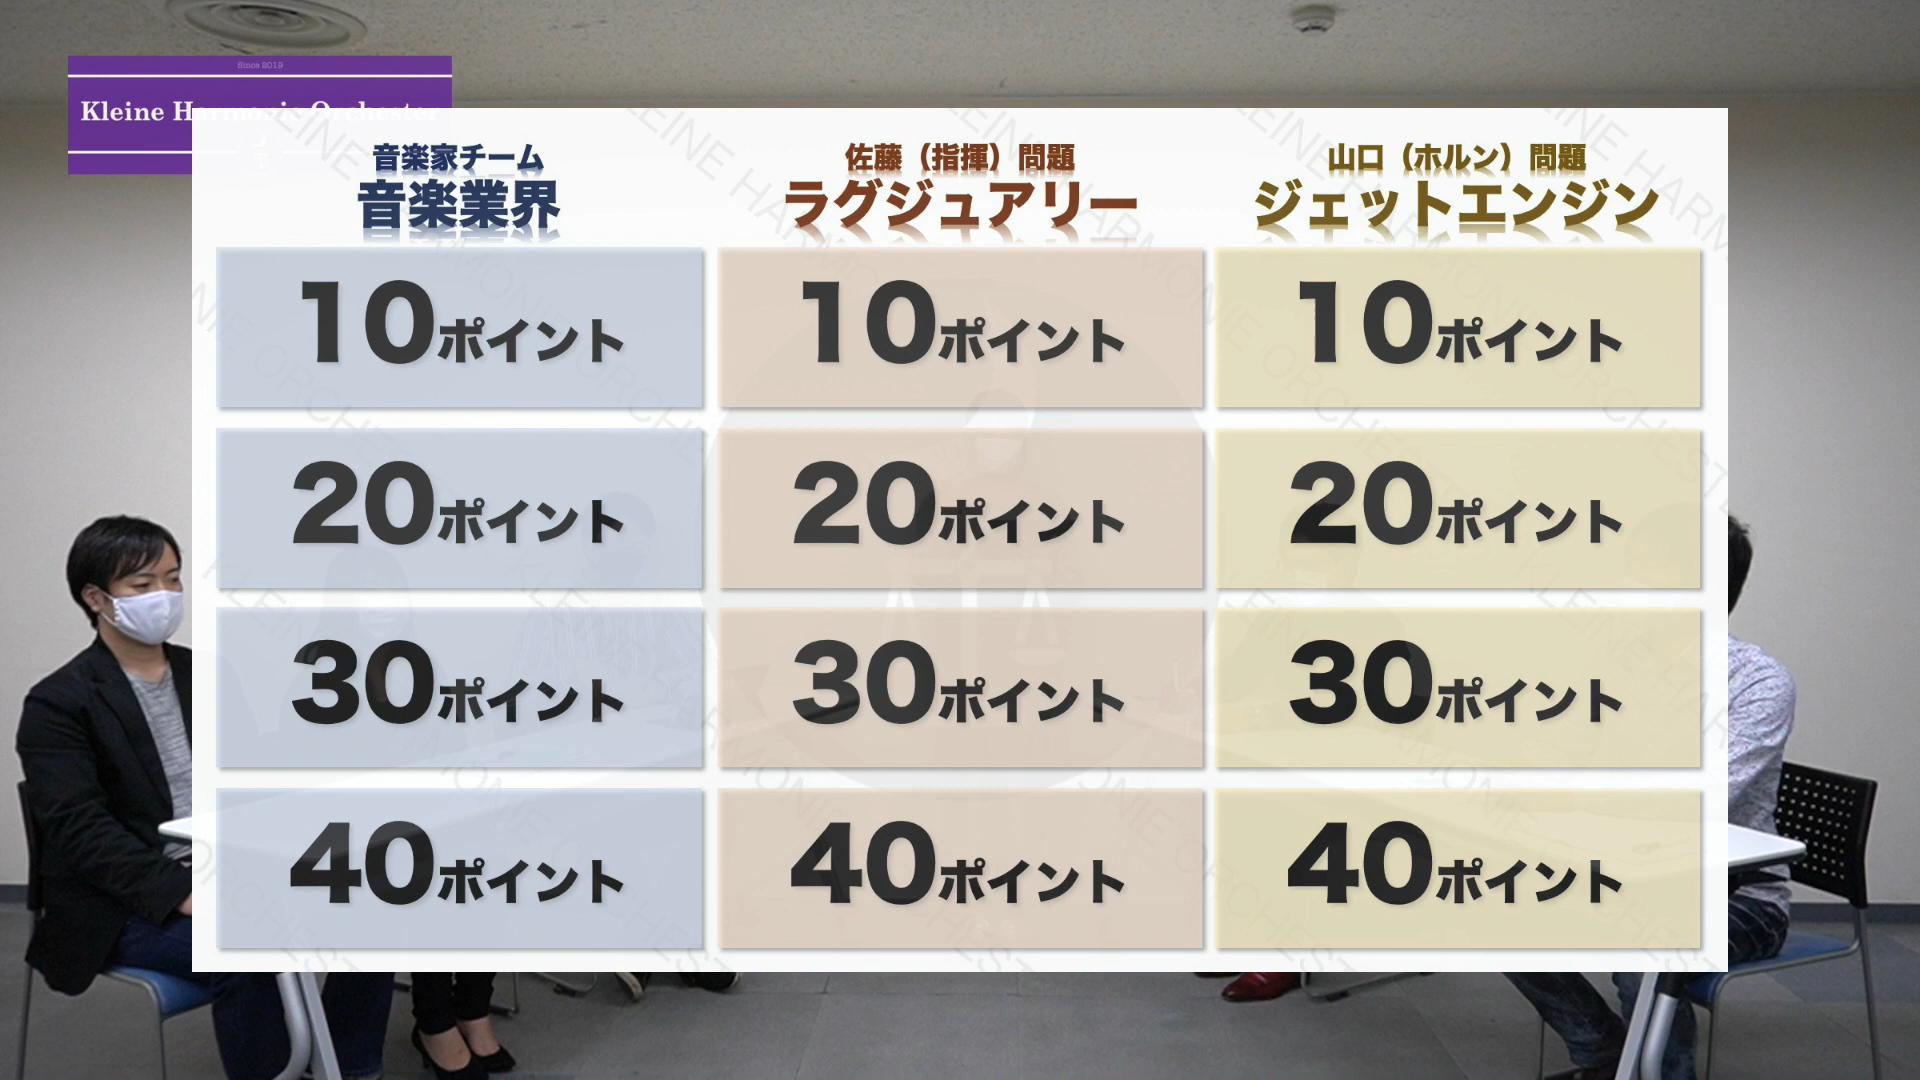 Since 2019
Kleine Harmonie Orchester
音楽家チーム
音楽業界
佐藤（指揮）問題
ラグジュアリー
山口（ホルン）問題
ジェットエンジン
10ポイント
10ポイント
10ポイント
20ポイント
20ポイント
20ポイント
30ポイント
30ポイント
30ポイント
40ポイント
40ポイント
40ポイント
KLEINE HARMONIE ORCHESTER